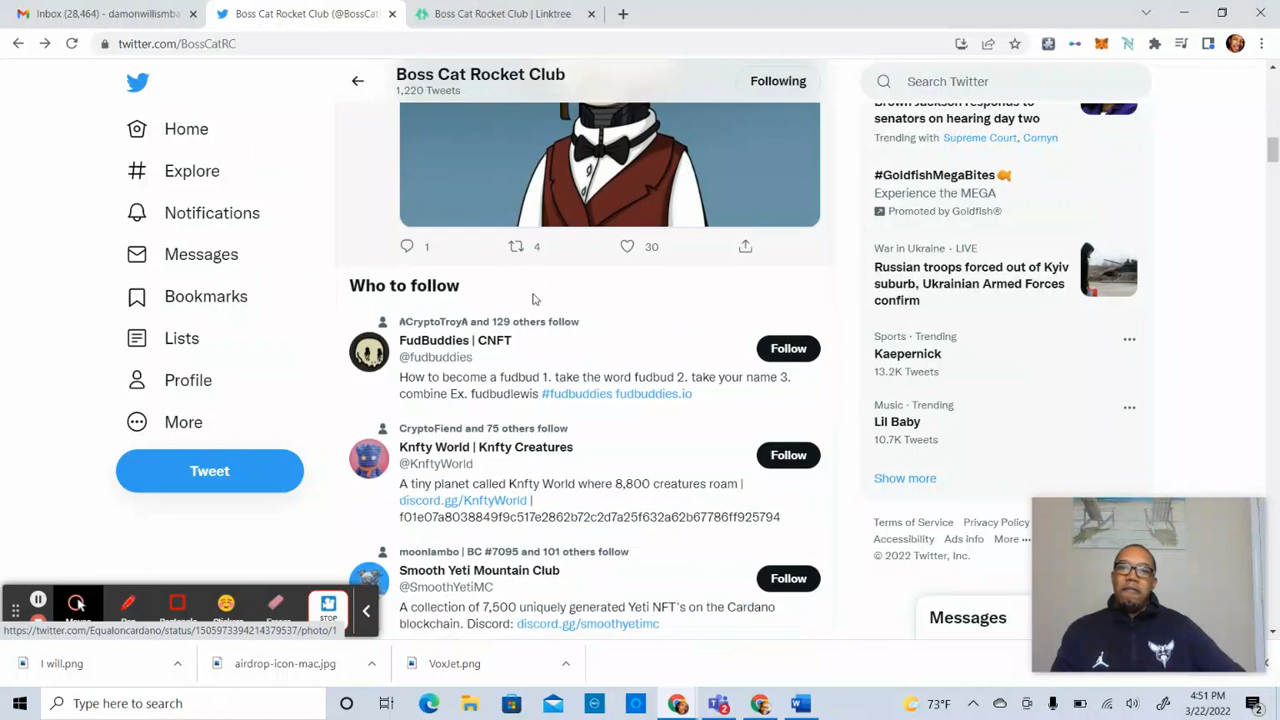 Inbox (28,464) - damonwillismba
Boss Cat Rocket Club (@BossCat
Boss Cat Rocket Club | Linktree
twitter.com/BossCatRC
Boss Cat Rocket Club
1,220 Tweets
Following
Search Twitter
Home
Explore
Notifications
Messages
Bookmarks
Lists
Profile
More
Tweet
1
4
30
Who to follow
ACryptoTroyA and 129 others follow
FudBuddies | CNFT
@fudbuddies
Follow
How to become a fudbud 1. take the word fudbud 2. take your name 3.
combine Ex. fudbudlewis #fudbuddies fudbuddies.io
CryptoFiend and 75 others follow
Knfty World | Knfty Creatures
@KnftyWorld
Follow
A tiny planet called Knfty World where 8,800 creatures roam |
discord.gg/KnftyWorld |
f01e07a8038849f9c517e2862b72c2d7a25f632a62b67786ff925794
moonlambo | BC #7095 and 101 others follow
Smooth Yeti Mountain Club
@SmoothYetiMC
Follow
A collection of 7,500 uniquely generated Yeti NFT's on the Cardano
blockchain. Discord: discord.gg/smoothyetimc
Brown Jackson responds to
senators on hearing day two
Trending with Supreme Court, Cornyn
#GoldfishMegaBites
Experience the MEGA
Promoted by Goldfish®
War in Ukraine · LIVE
Russian troops forced out of Kyiv
suburb, Ukrainian Armed Forces
confirm
Sports · Trending
Kaepernick
13.2K Tweets
Music · Trending
Lil Baby
10.7K Tweets
Show more
Terms of Service Privacy Policy
Accessibility Ads info More
© 2022 Twitter, Inc.
Messages
STOP
https://twitter.com/Equaloncardano/status/1505973394214379537/photo/1
I will.png
airdrop-icon-mac.jpg
VoxJet.png
Type here to search
73°F
4:51 PM
3/22/2022
2